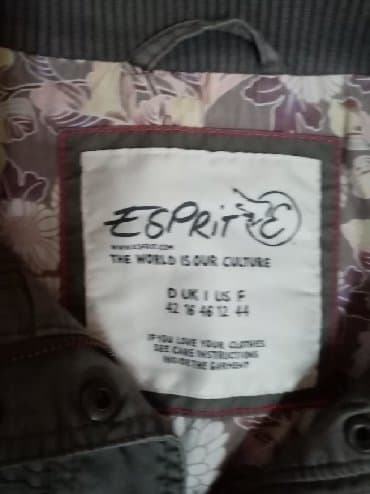 ESPRIT E
WWW.ESPRIT.COM
THE WORLD IS OUR CULTURE
D UK I US F
42 16 46 12 44
IF YOU LOVE YOUR CLOTHES
SEE CARE INSTRUCTIONS
INSIDE THE GARMENT